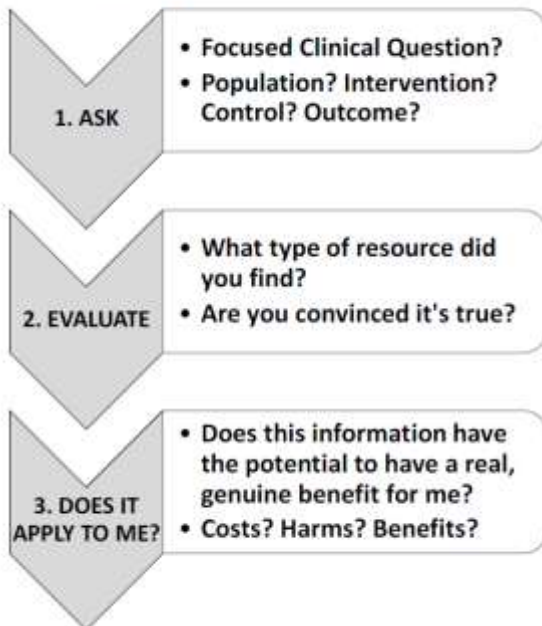 1. ASK
• Focused Clinical Question?
• Population? Intervention?
Control? Outcome?
2. EVALUATE
• What type of resource did
you find?
• Are you convinced it's true?
3. DOES IT
APPLY TO ME?
• Does this information have
the potential to have a real,
genuine benefit for me?
• Costs? Harms? Benefits?